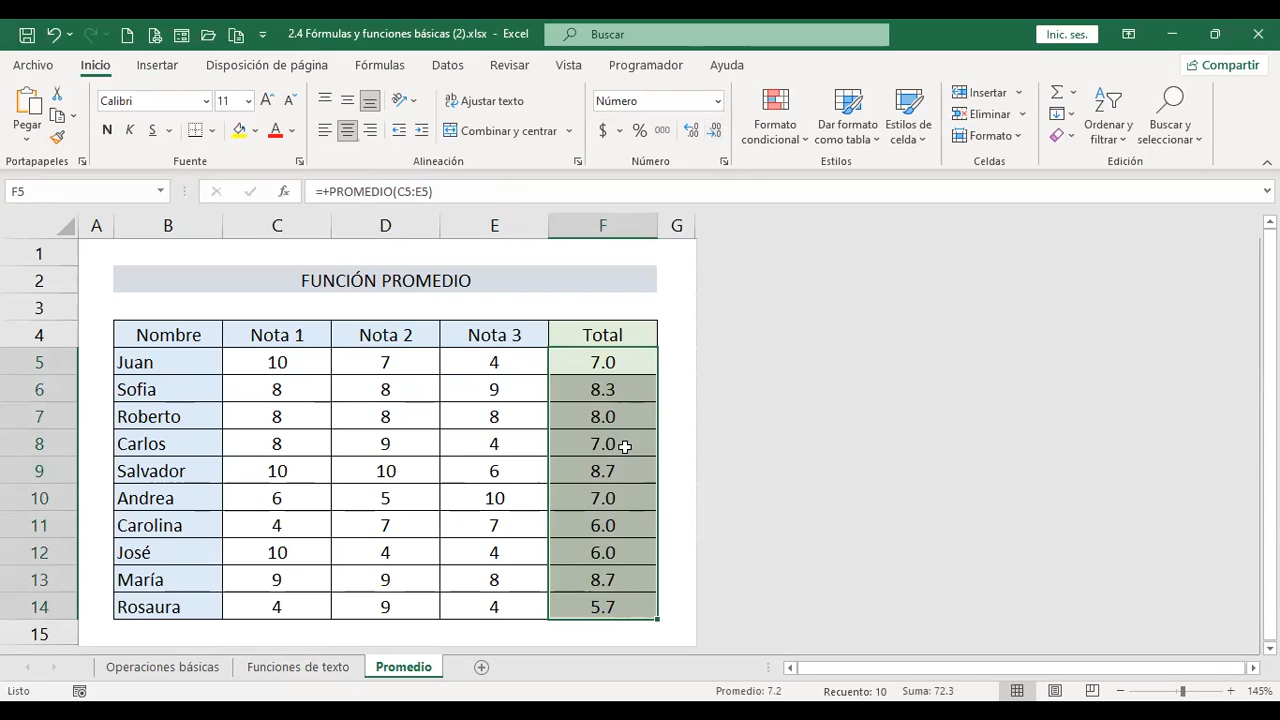 2.4 Fórmulas y funciones básicas (2).xlsx - Excel
Buscar
Inic. ses.
Archivo Inicio Insertar Disposición de página Fórmulas Datos Revisar Vista Programador Ayuda Compartir
Pegar
Portapapeles
Calibri 11
N K S
Fuente
Ajustar texto
Combinar y centrar
Alineación
Número
$ % 000
Número
Formato condicional
Dar formato como tabla
Estilos de celda
Estilos
Insertar
Eliminar
Formato
Celdas
Ordenar y filtrar
Buscar y seleccionar
Edición
F5 fx =+PROMEDIO(C5:E5)
A B C D E F G
1
2 FUNCIÓN PROMEDIO
3
4 Nombre Nota 1 Nota 2 Nota 3 Total
5 Juan 10 7 4 7.0
6 Sofia 8 8 9 8.3
7 Roberto 8 8 8 8.0
8 Carlos 8 9 4 7.0
9 Salvador 10 10 6 8.7
10 Andrea 6 5 10 7.0
11 Carolina 4 7 7 6.0
12 José 10 4 4 6.0
13 María 9 9 8 8.7
14 Rosaura 4 9 4 5.7
15
Operaciones básicas Funciones de texto Promedio
Listo Promedio: 7.2 Recuento: 10 Suma: 72.3 145%